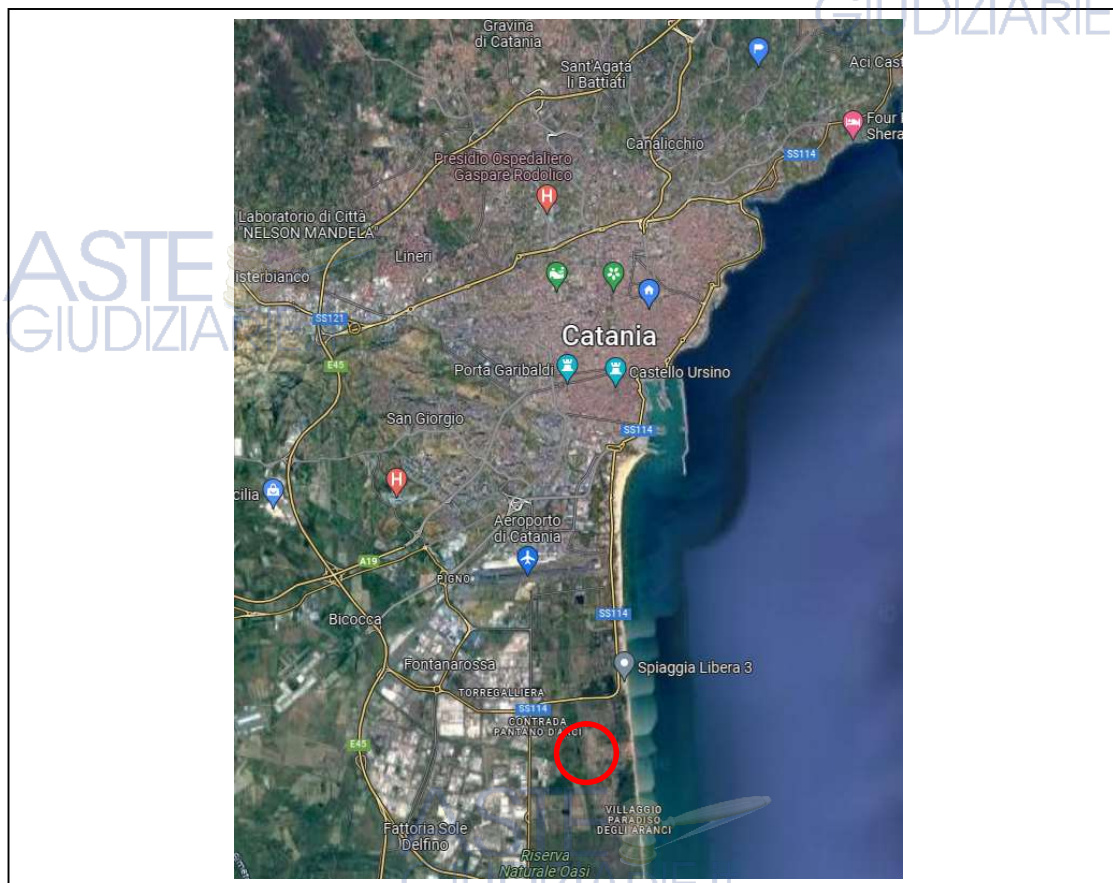 GIUDIZIARIE
Gravina
di Catania
Sant'Agata
li Battiati
Aci Cast
Four
Shera
Canalicchio
SS114
Presidio Ospedaliero
Gaspare Rodolico
H
Laboratorio di Città
"NELSON MANDELA"
Lineri
ASTE
isterbianco
GIUDIZIA
SS121
Catania
E45
Porta Garibaldi
Castello Ursino
San Giorgio
SS114
H
cilia
Aeroporto
di Catania
A19
PIGNO
Bicocca
SS114
Fontanarossa
Spiaggia Libera 3
TORREGALLIERA
SS114
CONTRADA
PANTANO D'ARCI
E45
VILLAGGIO
PARADISO
DEGLI ARANCI
Fattoria Sole
Delfino
Riserva
Naturale Oasi